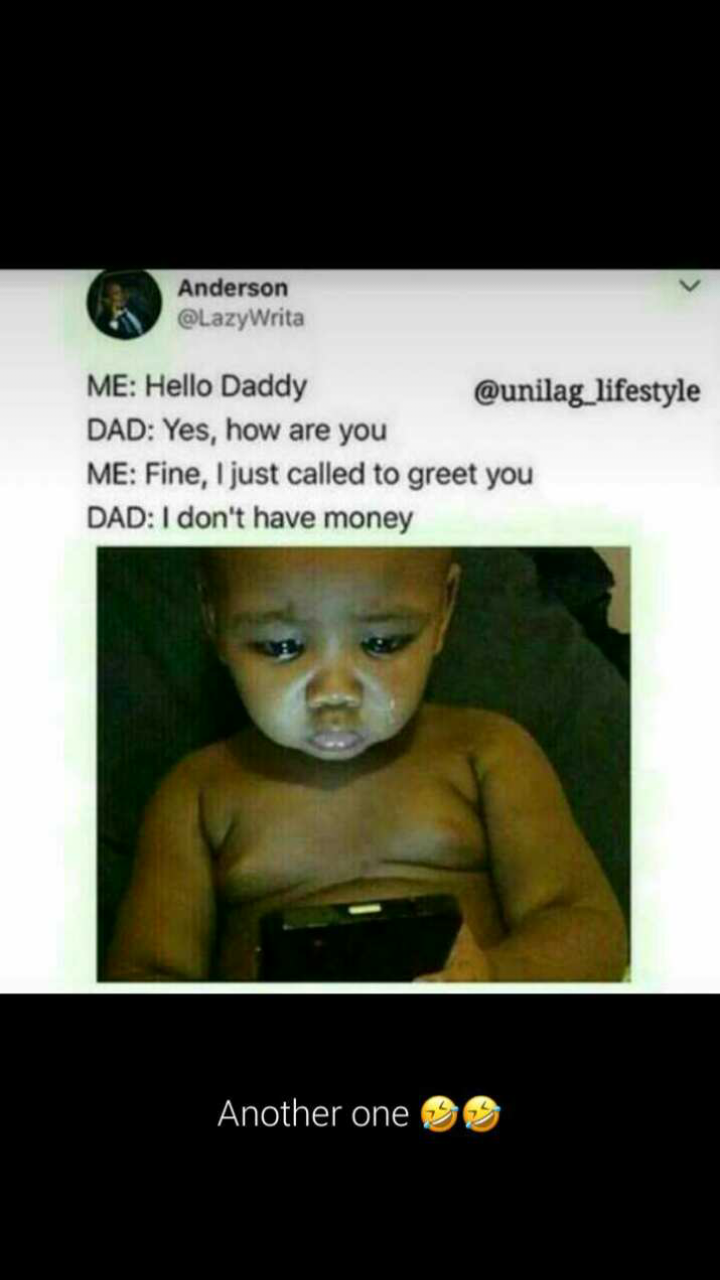 Anderson
@LazyWrita
ME: Hello Daddy
@unilag_lifestyle
DAD: Yes, how are you
ME: Fine, I just called to greet you
DAD: I don't have money
Another one 🤣🤣